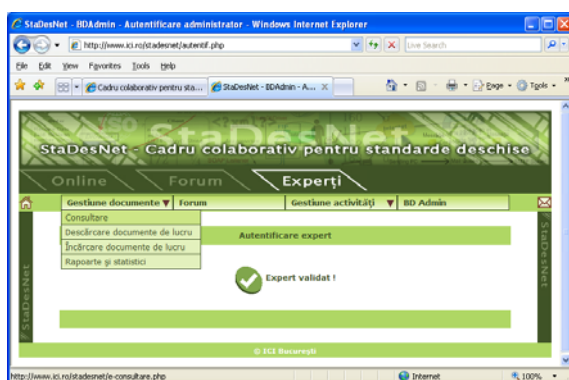 StaDesNet - BDAdmin - Autentificare administrator - Windows Internet Explorer
http://www.ici.ro/stadesnet/autentif.php
Live Search
File Edit View Favorites Tools Help
Cadru colaborativ pentru sta...
StaDesNet - BDAdmin - A...
Page
Tools
StaDesNet
StaDesNet - Cadru colaborativ pentru standarde deschise
Online Forum Experți
Gestiune documente Forum Gestiune activități BD Admin
Consultare
Descărcare documente de lucru
Încărcare documente de lucru
Rapoarte și statistici
Autentificare expert
Expert validat !
StaDesNet
StaDesNet
© ICI București
http://www.ici.ro/stadesnet/e-consultare.php
Internet
100%